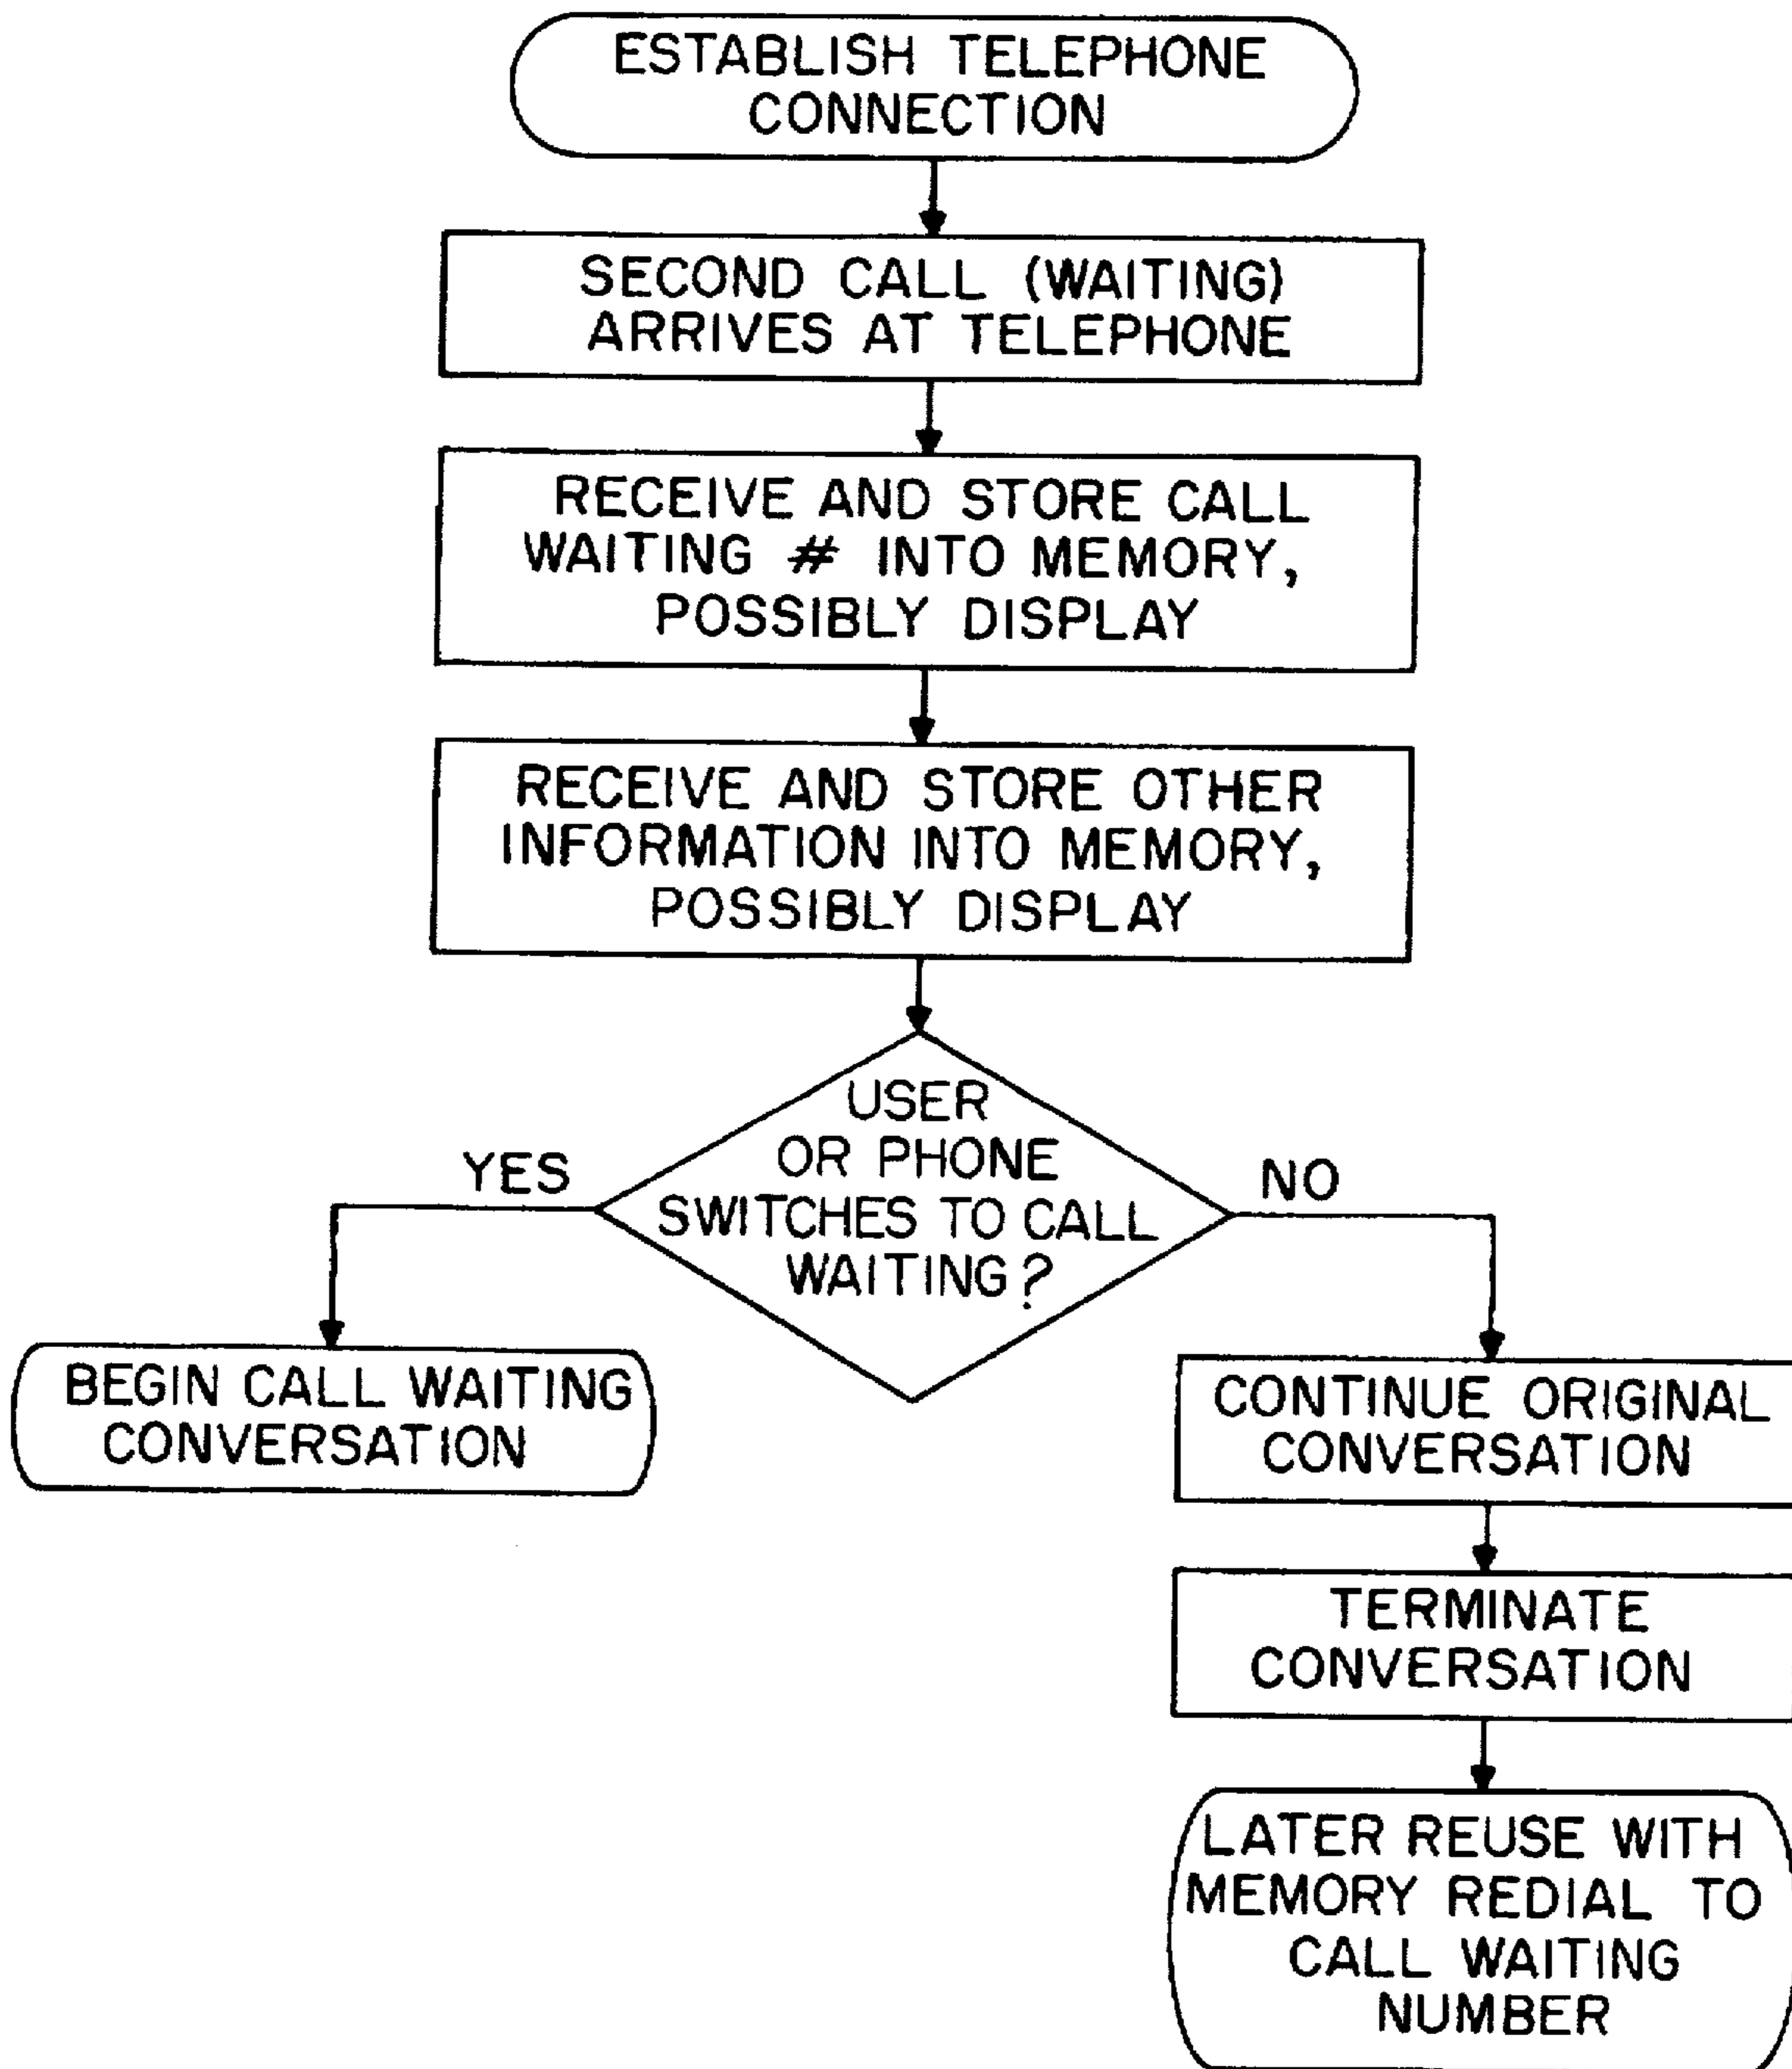 ESTABLISH TELEPHONE
CONNECTION
SECOND CALL (WAITING)
ARRIVES AT TELEPHONE
RECEIVE AND STORE CALL
WAITING # INTO MEMORY,
POSSIBLY DISPLAY
RECEIVE AND STORE OTHER
INFORMATION INTO MEMORY,
POSSIBLY DISPLAY
USER
OR PHONE
SWITCHES TO CALL
WAITING?
YES
NO
BEGIN CALL WAITING
CONVERSATION
CONTINUE ORIGINAL
CONVERSATION
TERMINATE
CONVERSATION
LATER REUSE WITH
MEMORY REDIAL TO
CALL WAITING
NUMBER